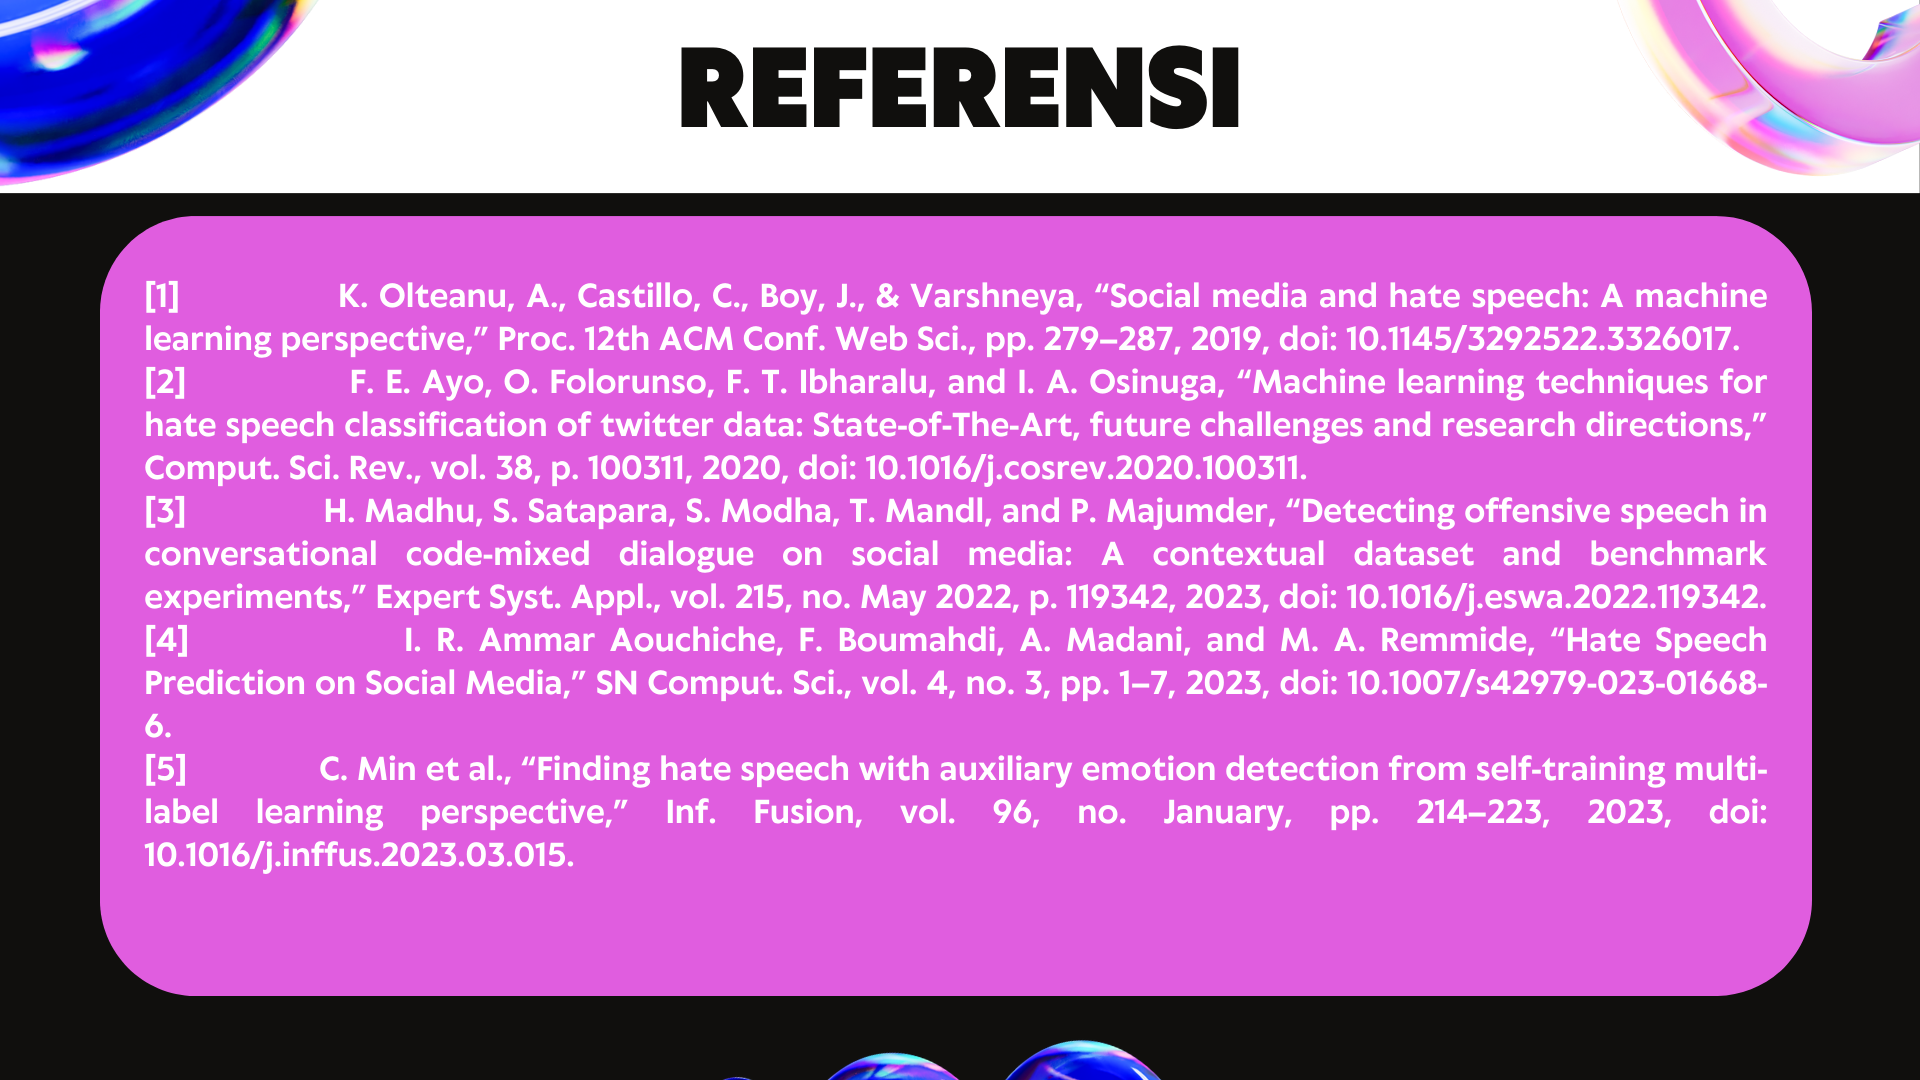 REFERENSI
[1] K. Olteanu, A., Castillo, C., Boy, J., & Varshneya, “Social media and hate speech: A machine
learning perspective,” Proc. 12th ACM Conf. Web Sci., pp. 279–287, 2019, doi: 10.1145/3292522.3326017.
[2] F. E. Ayo, O. Folorunso, F. T. Ibharalu, and I. A. Osinuga, “Machine learning techniques for
hate speech classification of twitter data: State-of-The-Art, future challenges and research directions,”
Comput. Sci. Rev., vol. 38, p. 100311, 2020, doi: 10.1016/j.cosrev.2020.100311.
[3] H. Madhu, S. Satapara, S. Modha, T. Mandl, and P. Majumder, “Detecting offensive speech in
conversational code-mixed dialogue on social media: A contextual dataset and benchmark
experiments,” Expert Syst. Appl., vol. 215, no. May 2022, p. 119342, 2023, doi: 10.1016/j.eswa.2022.119342.
[4] I. R. Ammar Aouchiche, F. Boumahdi, A. Madani, and M. A. Remmide, “Hate Speech
Prediction on Social Media,” SN Comput. Sci., vol. 4, no. 3, pp. 1–7, 2023, doi: 10.1007/s42979-023-01668-
6.
[5] C. Min et al., “Finding hate speech with auxiliary emotion detection from self-training multi-
label learning perspective,” Inf. Fusion, vol. 96, no. January, pp. 214–223, 2023, doi:
10.1016/j.inffus.2023.03.015.